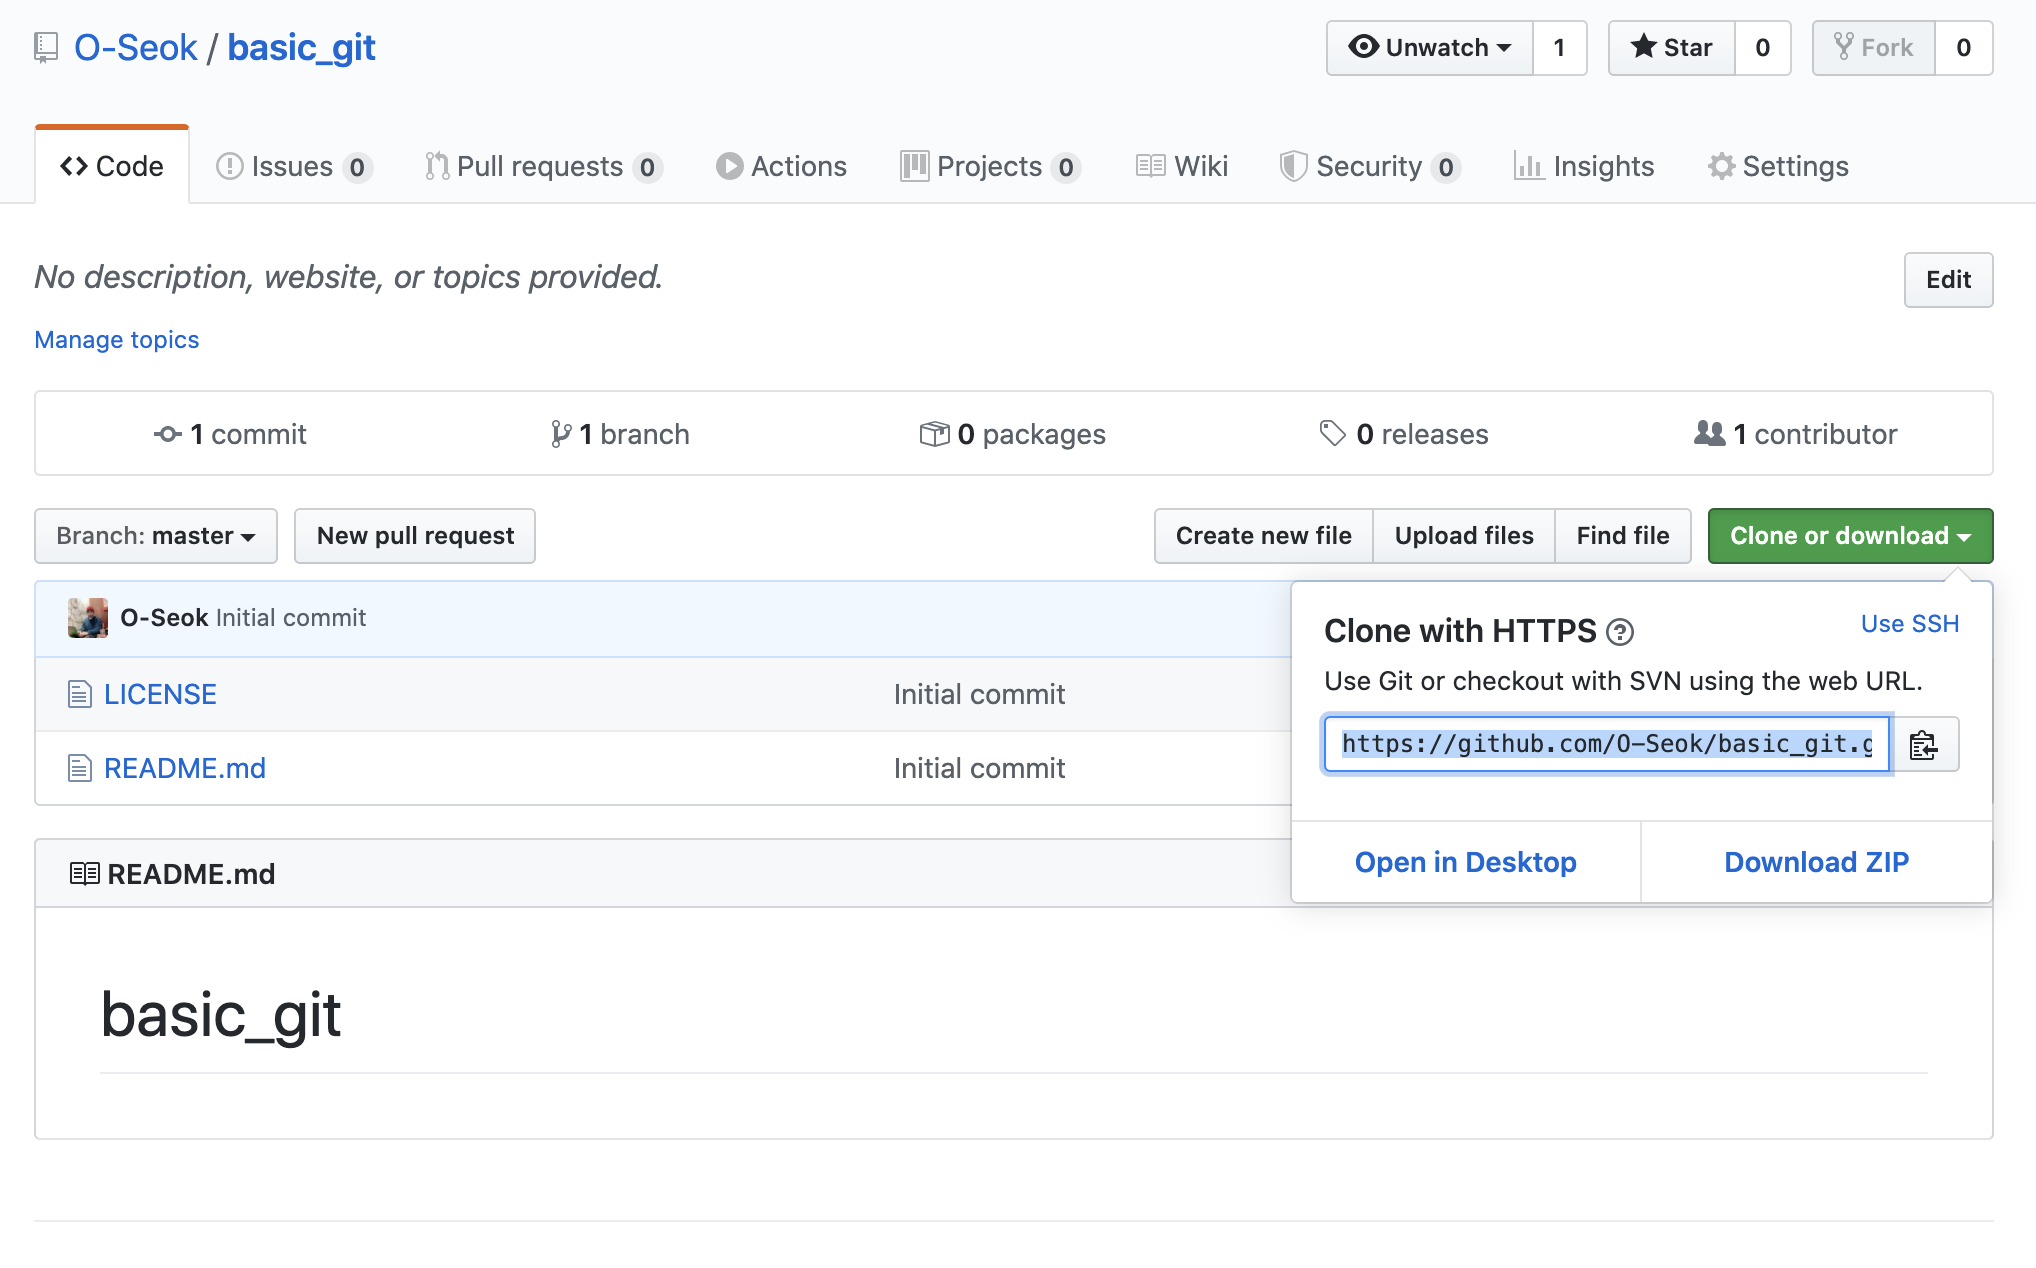 O-Seok / basic_git
Unwatch 1
Star 0
Fork 0
Code
Issues 0
Pull requests 0
Actions
Projects 0
Wiki
Security 0
Insights
Settings
No description, website, or topics provided.
Edit
Manage topics
1 commit
1 branch
0 packages
0 releases
1 contributor
Branch: master
New pull request
Create new file
Upload files
Find file
Clone or download
O-Seok Initial commit
LICENSE Initial commit
README.md Initial commit
Clone with HTTPS
Use SSH
Use Git or checkout with SVN using the web URL.
https://github.com/O-Seok/basic_git.g
Open in Desktop
Download ZIP
README.md
basic_git